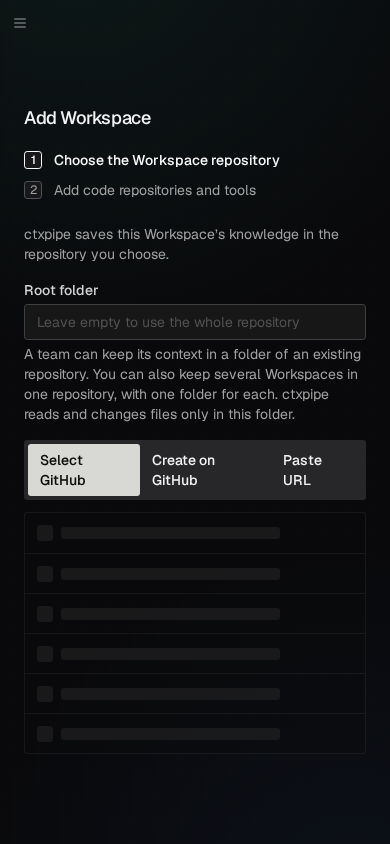 Add Workspace
1 Choose the Workspace repository
2 Add code repositories and tools
ctxpipe saves this Workspace's knowledge in the
repository you choose.
Root folder
Leave empty to use the whole repository
A team can keep its context in a folder of an existing
repository. You can also keep several Workspaces in
one repository, with one folder for each. ctxpipe
reads and changes files only in this folder.
Select
GitHub
Create on
GitHub
Paste
URL